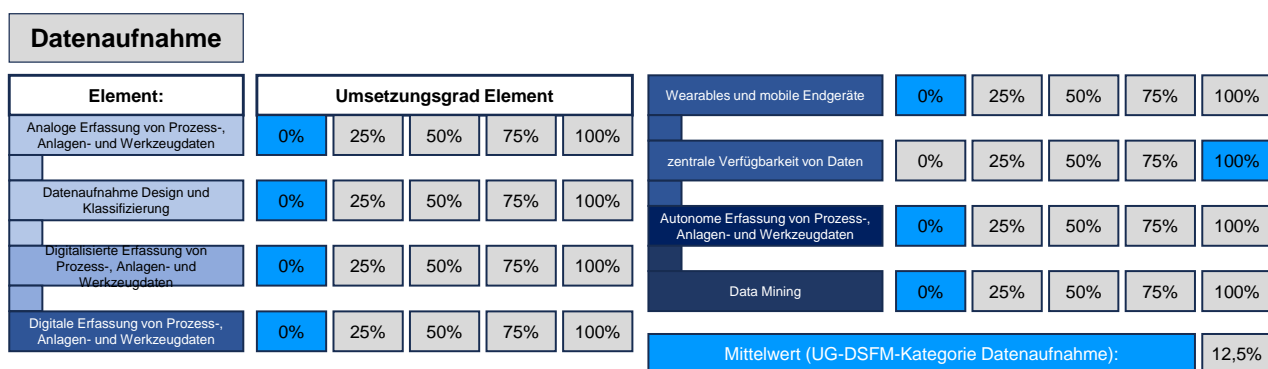 Datenaufnahme
Element:
Umsetzungsgrad Element
Analoge Erfassung von Prozess-,
Anlagen- und Werkzeugdaten
0% 25% 50% 75% 100%
Datenaufnahme Design und
Klassifizierung
0% 25% 50% 75% 100%
Digitalisierte Erfassung von
Prozess-, Anlagen- und
Werkzeugdaten
0% 25% 50% 75% 100%
Digitale Erfassung von Prozess-,
Anlagen- und Werkzeugdaten
0% 25% 50% 75% 100%
Wearables und mobile Endgeräte
0% 25% 50% 75% 100%
zentrale Verfügbarkeit von Daten
0% 25% 50% 75% 100%
Autonome Erfassung von Prozess-,
Anlagen- und Werkzeugdaten
0% 25% 50% 75% 100%
Data Mining
0% 25% 50% 75% 100%
Mittelwert (UG-DSFM-Kategorie Datenaufnahme):
12,5%